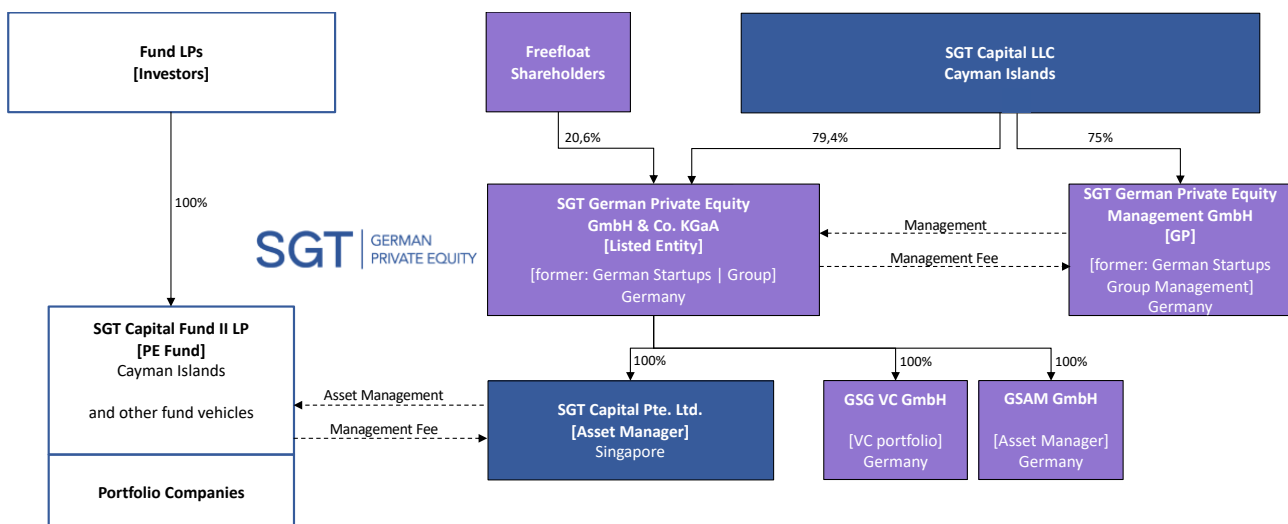 Fund LPs
[Investors]
Freefloat
Shareholders
SGT Capital LLC
Cayman Islands
20,6%
79,4%
75%
100%
SGT German Private Equity
GmbH & Co. KGaA
[Listed Entity]
[former: German Startups | Group]
Germany
Management
Management Fee
SGT German Private Equity
Management GmbH
[GP]
[former: German Startups
Group Management]
Germany
SGT
GERMAN
PRIVATE EQUITY
SGT Capital Fund II LP
[PE Fund]
Cayman Islands
and other fund vehicles
Portfolio Companies
Asset Management
Management Fee
100%
100%
100%
SGT Capital Pte. Ltd.
[Asset Manager]
Singapore
GSG VC GmbH
[VC portfolio]
Germany
GSAM GmbH
[Asset Manager]
Germany